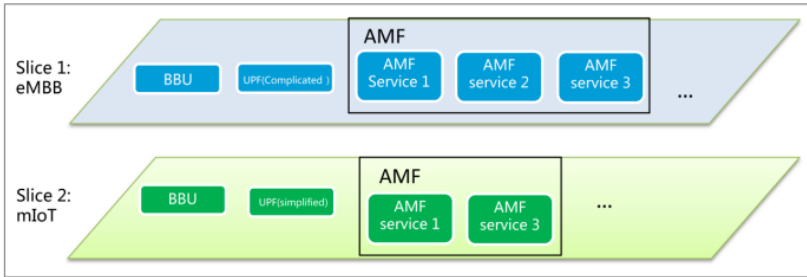 Slice 1:
eMBB
BBU
UPF(Complicated )
AMF
AMF
Service 1
AMF
service 2
AMF
service 3
...
Slice 2:
mIoT
BBU
UPF(simplified)
AMF
AMF
service 1
AMF
service 3
...